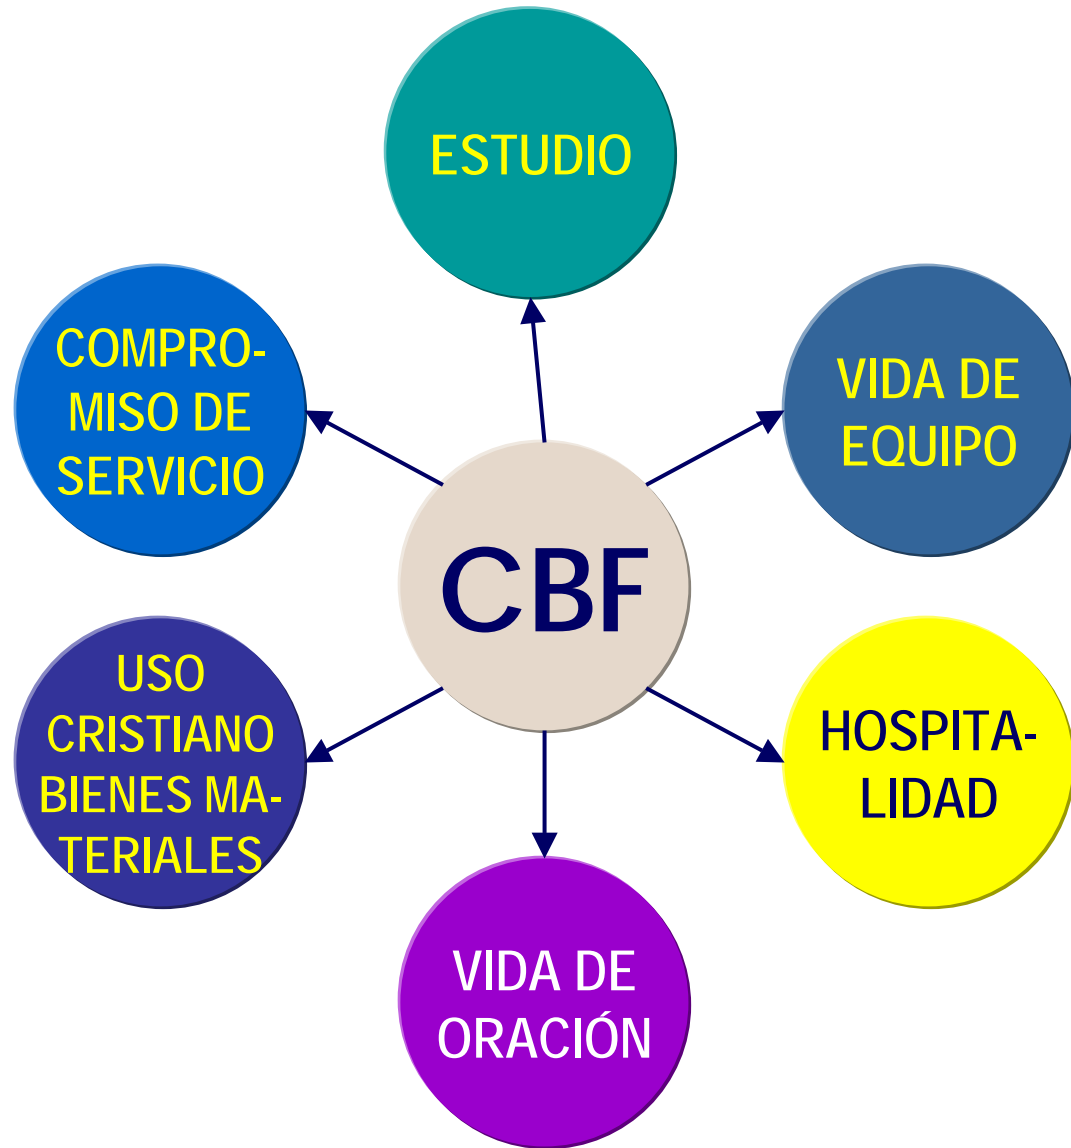 ESTUDIO
COMPRO-
MISO DE
SERVICIO
VIDA DE
EQUIPO
CBF
USO
CRISTIANO
BIENES MA-
TERIALES
HOSPITA-
LIDAD
VIDA DE
ORACIÓN